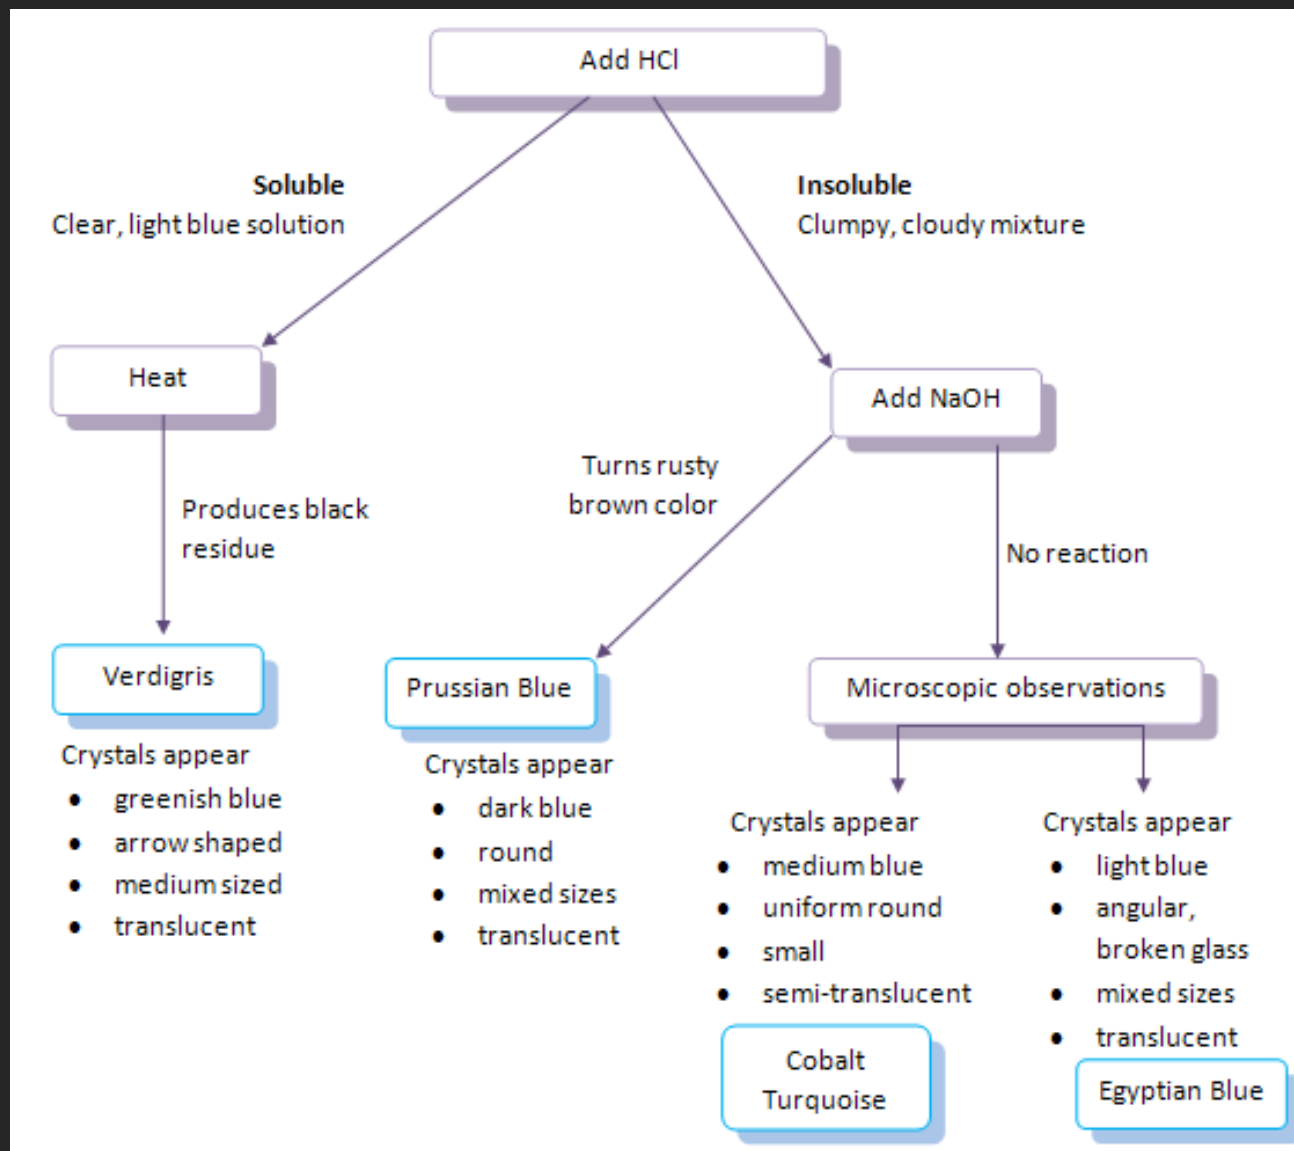 Add HCl
Soluble
Clear, light blue solution
Insoluble
Clumpy, cloudy mixture
Heat
Add NaOH
Produces black
residue
Turns rusty
brown color
No reaction
Verdigris
Crystals appear
• greenish blue
• arrow shaped
• medium sized
• translucent
Prussian Blue
Crystals appear
• dark blue
• round
• mixed sizes
• translucent
Microscopic observations
Crystals appear
• medium blue
• uniform round
• small
• semi-translucent
Cobalt
Turquoise
Crystals appear
• light blue
• angular,
broken glass
• mixed sizes
• translucent
Egyptian Blue